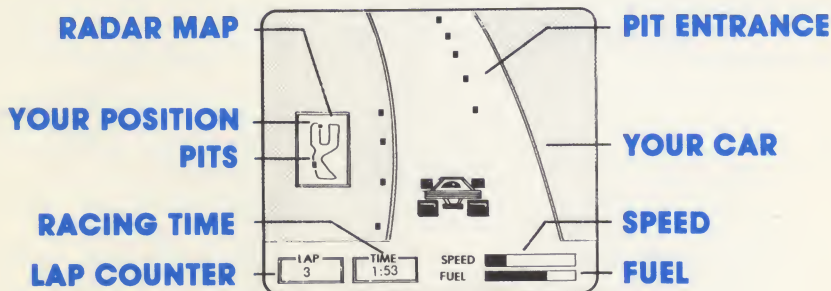 RADAR MAP
PIT ENTRANCE
YOUR POSITION
PITS
YOUR CAR
RACING TIME
SPEED
LAP COUNTER
FUEL
LAP
3
TIME
1:53
SPEED
FUEL